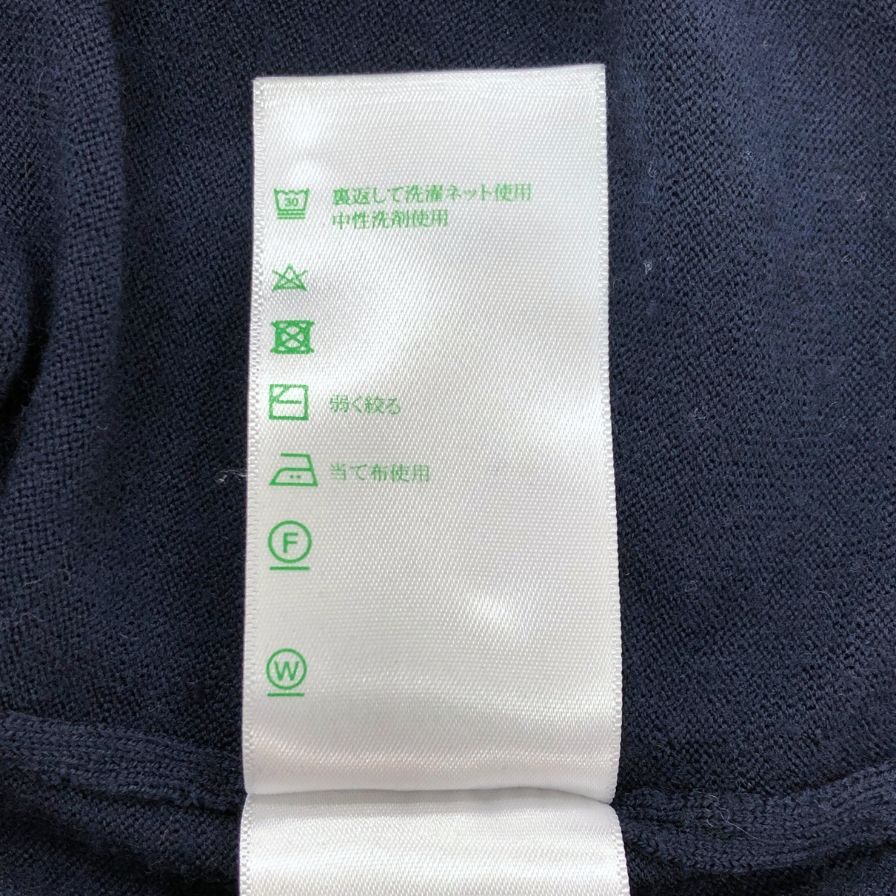 30 裏返して洗濯ネット使用
中性洗剤使用
弱く絞る
当て布使用
F
W